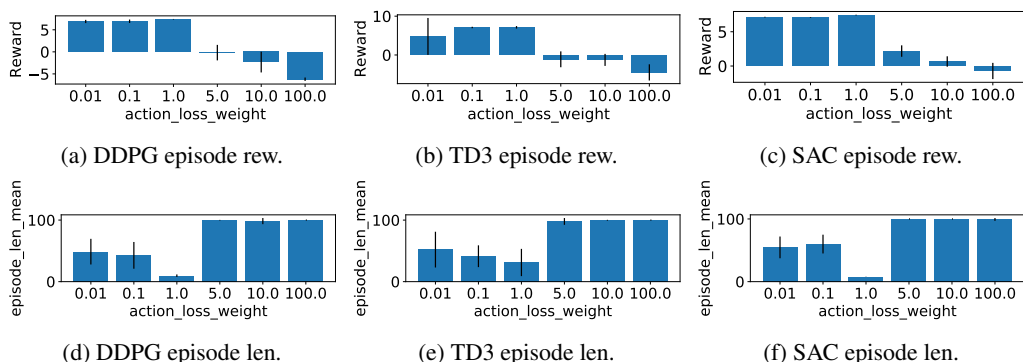 Reward
5
0
−5
0.01 0.1 1.0 5.0 10.0 100.0
action_loss_weight
(a) DDPG episode rew.
Reward
10
0
0.01 0.1 1.0 5.0 10.0 100.0
action_loss_weight
(b) TD3 episode rew.
Reward
5
0
0.01 0.1 1.0 5.0 10.0 100.0
action_loss_weight
(c) SAC episode rew.
episode_len_mean
100
0
0.01 0.1 1.0 5.0 10.0 100.0
action_loss_weight
(d) DDPG episode len.
episode_len_mean
100
0
0.01 0.1 1.0 5.0 10.0 100.0
action_loss_weight
(e) TD3 episode len.
episode_len_mean
100
0
0.01 0.1 1.0 5.0 10.0 100.0
action_loss_weight
(f) SAC episode len.